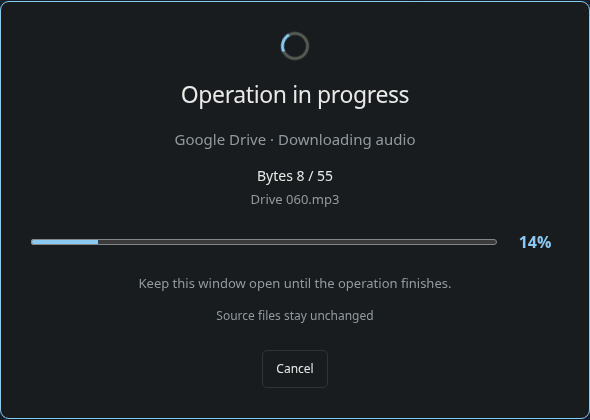 Operation in progress
Google Drive · Downloading audio
Bytes 8 / 55
Drive 060.mp3
14%
Keep this window open until the operation finishes.
Source files stay unchanged
Cancel